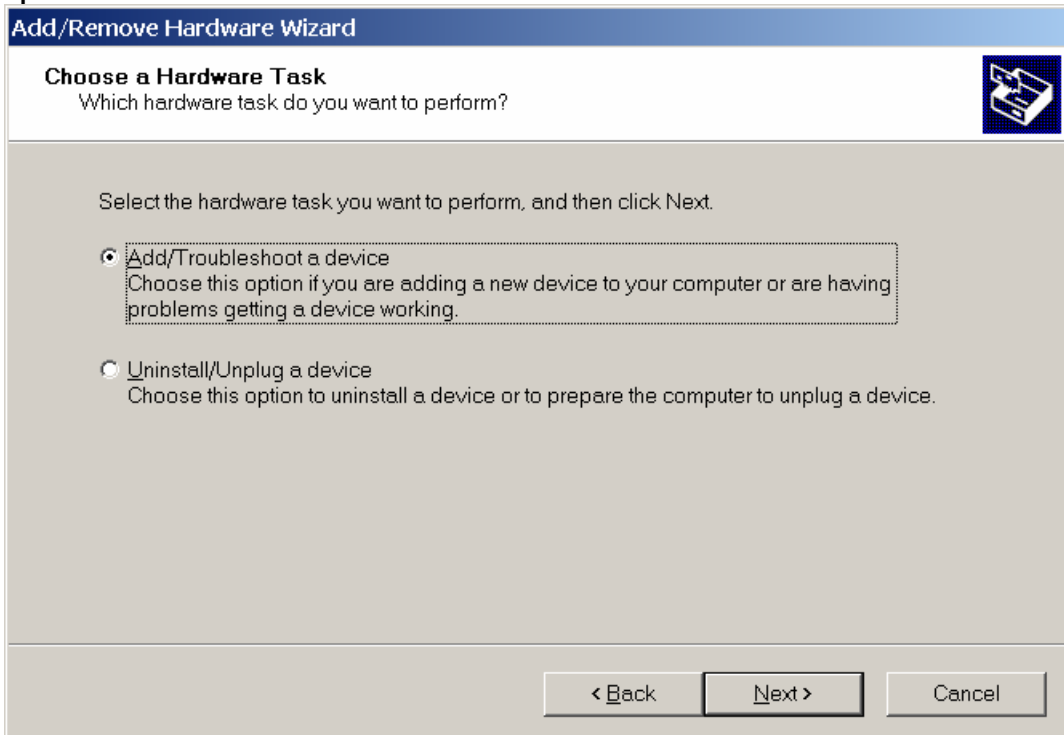 Add/Remove Hardware Wizard
Choose a Hardware Task
Which hardware task do you want to perform?
Select the hardware task you want to perform, and then click Next.
Add/Troubleshoot a device
Choose this option if you are adding a new device to your computer or are having
problems getting a device working.
Uninstall/Unplug a device
Choose this option to uninstall a device or to prepare the computer to unplug a device.
< Back
Next >
Cancel